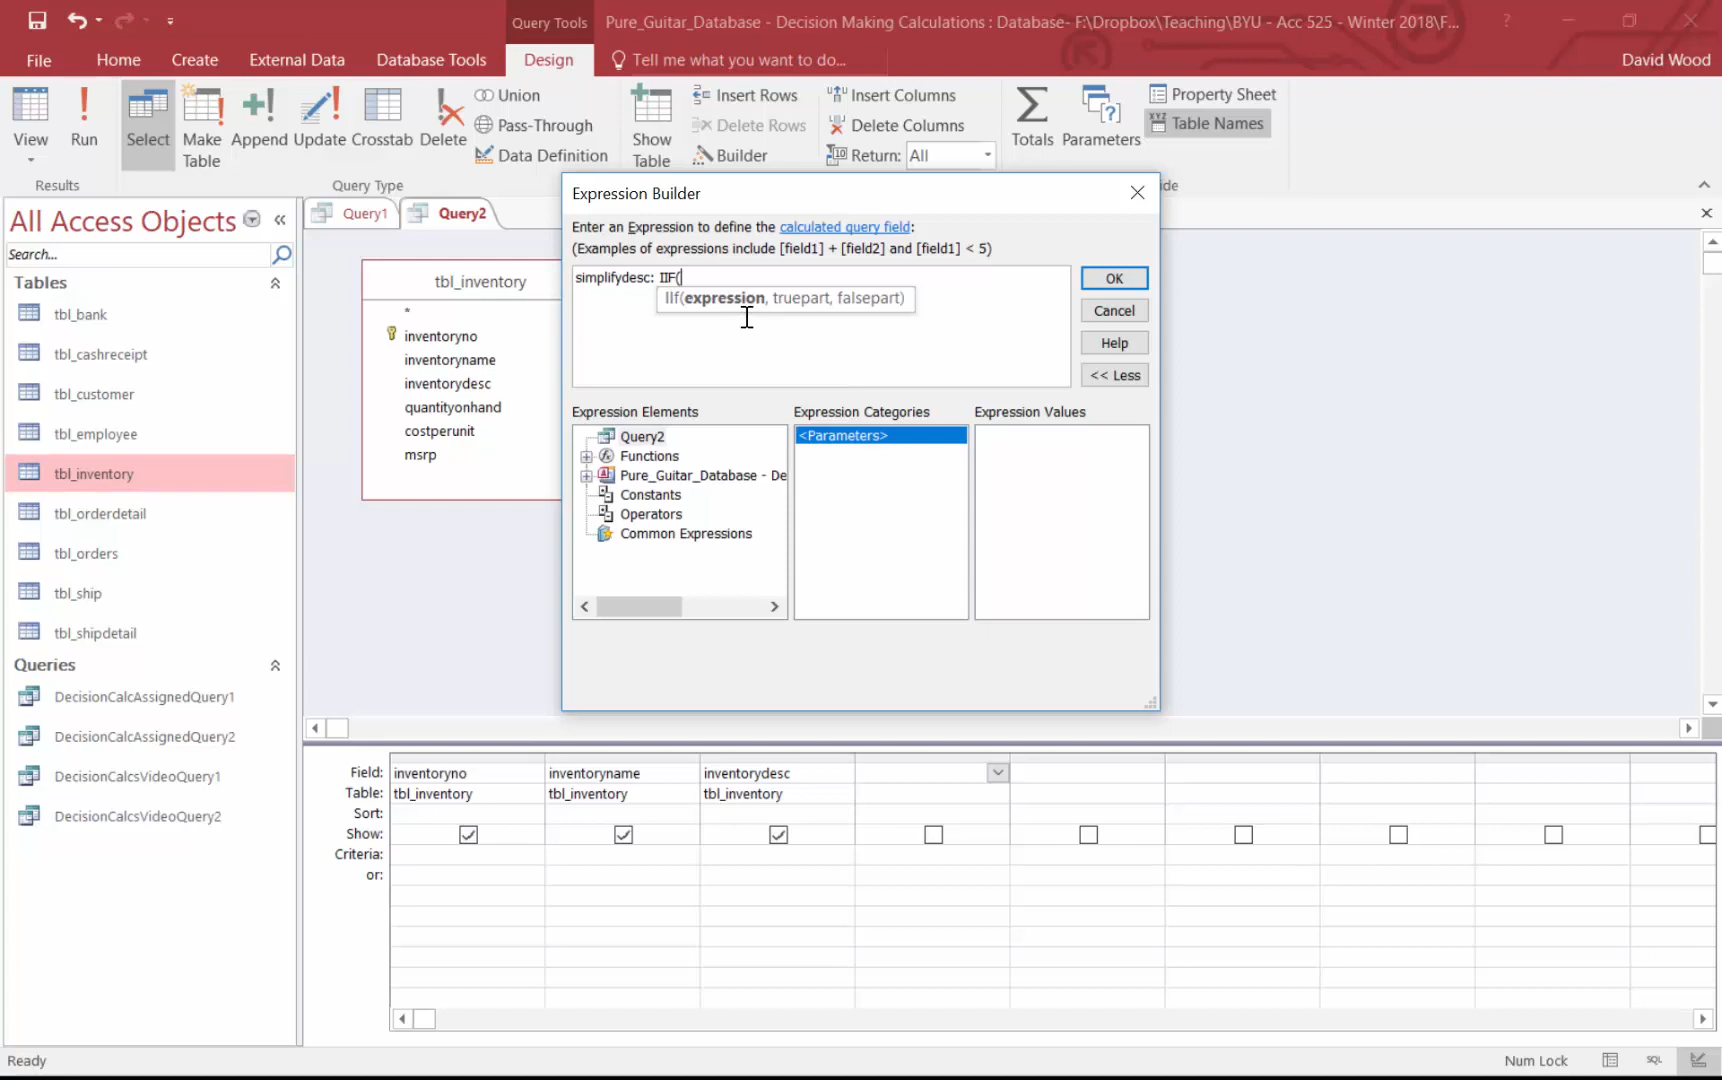 Query Tools
Pure_Guitar_Database - Decision Making Calculations : Database- F:\Dropbox\Teaching\BYU - Acc 525 - Winter 2018\F...
?
File
Home
Create
External Data
Database Tools
Design
Tell me what you want to do...
David Wood
View
Run
Select
Make
Table
Append
Update
Crosstab
Delete
Union
Pass-Through
Data Definition
Show
Table
Insert Rows
Delete Rows
Builder
Insert Columns
Delete Columns
Return: All
Totals
Parameters
Property Sheet
Table Names
Results
Query Type
ide
All Access Objects
Search...
Tables
tbl_bank
tbl_cashreceipt
tbl_customer
tbl_employee
tbl_inventory
tbl_orderdetail
tbl_orders
tbl_ship
tbl_shipdetail
Queries
DecisionCalcAssignedQuery1
DecisionCalcAssignedQuery2
DecisionCalcsVideoQuery1
DecisionCalcsVideoQuery2
Query1
Query2
tbl_inventory
*
inventoryno
inventoryname
inventorydesc
quantityonhand
costperunit
msrp
Expression Builder
Enter an Expression to define the calculated query field:
(Examples of expressions include [field1] + [field2] and [field1] < 5)
simplifydesc: IIF(
IIf(expression, truepart, falsepart)
OK
Cancel
Help
<< Less
Expression Elements
Query2
Functions
Pure_Guitar_Database - De
Constants
Operators
Common Expressions
Expression Categories
<Parameters>
Expression Values
Field: inventoryno inventoryname inventorydesc
Table: tbl_inventory tbl_inventory tbl_inventory
Sort:
Show:
Criteria:
or:
Ready
Num Lock
SQL